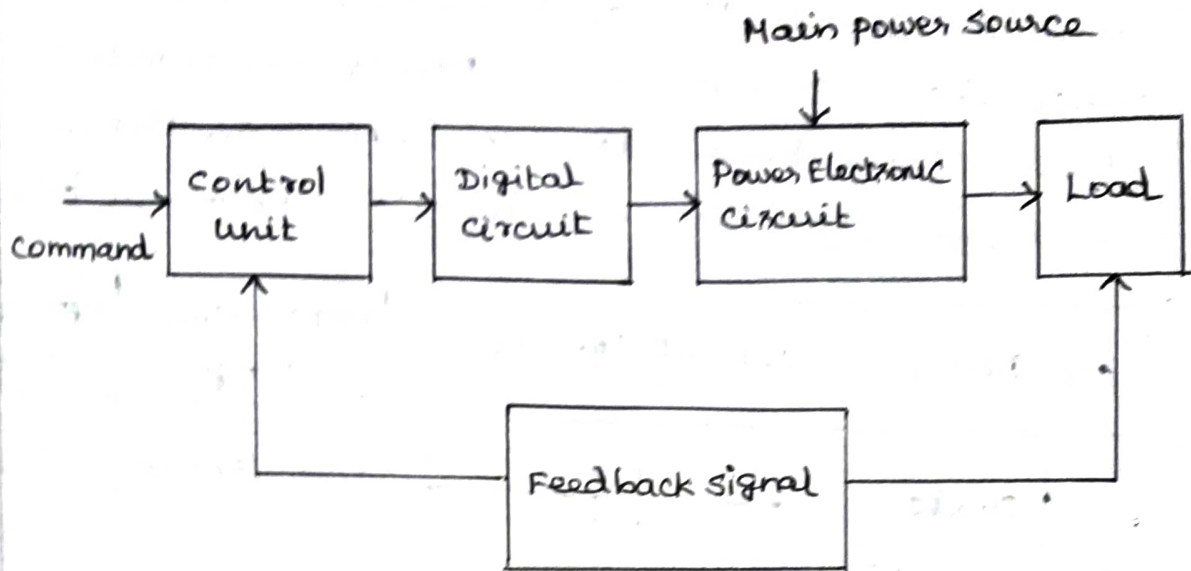 Main power source
Control
unit
Digital
circuit
Power Electronic
circuit
Load
Command
Feedback signal